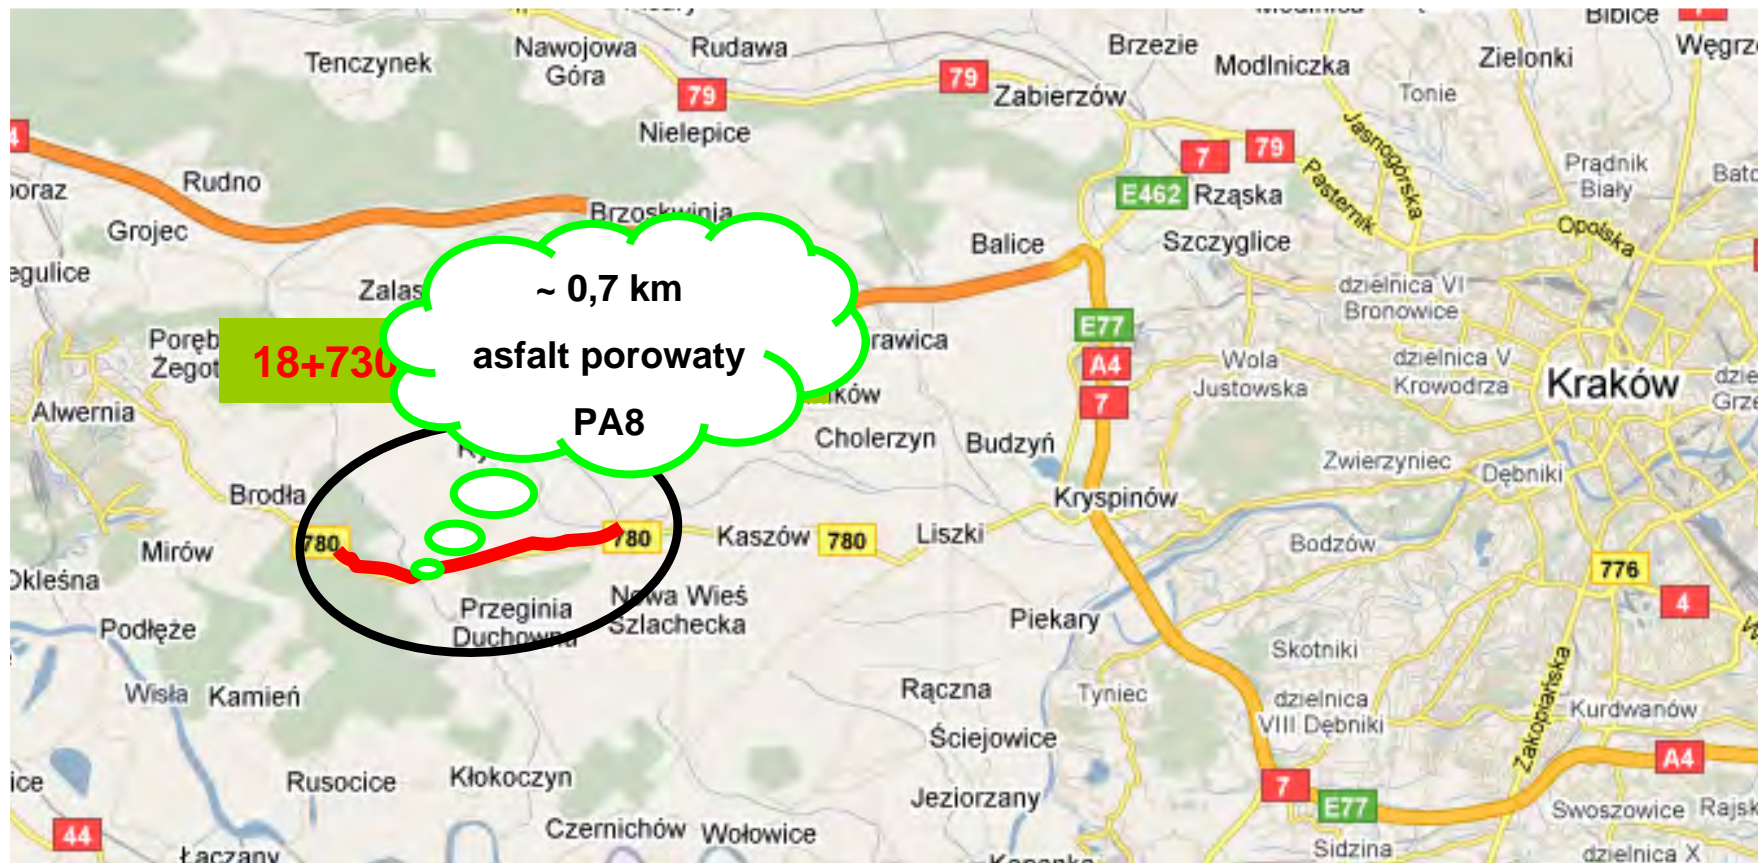 Tenczynek
Nawojowa
Góra
Rudawa
79
Nielepice
79
Zabierzów
Brzezie
Modlniczka
Zielonki
Bibice
7
Tonie
Jasnogórska
7
79
Pasternik
E462
Rząska
Prądnik
Biały
Opolska
Rudno
Grojec
Brzoskwinia
Balice
Szczyglice
dzielnica VI
Bronowice
~ 0,7 km
asfalt porowaty
PA8
18+730
E77
A4
7
Wola
Justowska
dzielnica V
Krowodrza
Kraków
Alwernia
Cholerzyn
Budzyń
Zwierzyniec
Dębniki
Brodła
Kryspinów
780
780
Kaszów
780
Liszki
Mirów
Okleśna
Bodzów
776
4
Przeginia
Duchowna
Nowa Wieś
Szlachecka
Piekary
Podłęże
Skotniki
Zakopiańska
Wisła
Kamień
Rączna
Tyniec
dzielnica
VIII Dębniki
Kurdwanów
Ściejowice
A4
Rusocice
Kłokoczyn
Jeziorzany
7
E77
Swoszowice
44
Czernichów
Wołowice
Sidzina
dzielnica X
Łączany